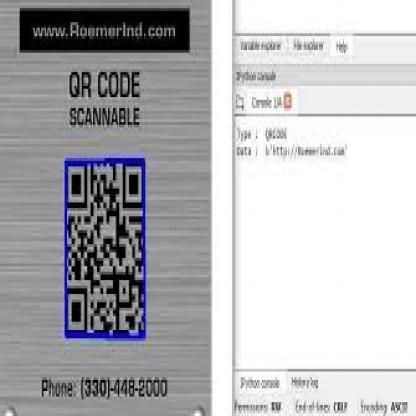 www.RoemerInd.com
QR CODE
SCANNABLE
Phone: (330)-448-2000
Variable explorer File explorer Help
IPython console
Console 1/A
Type : QRCODE
Data : b'http://RoemerInd.com'
IPython console History log
Permissions: RW End-of-lines: CRLF Encoding: ASCII